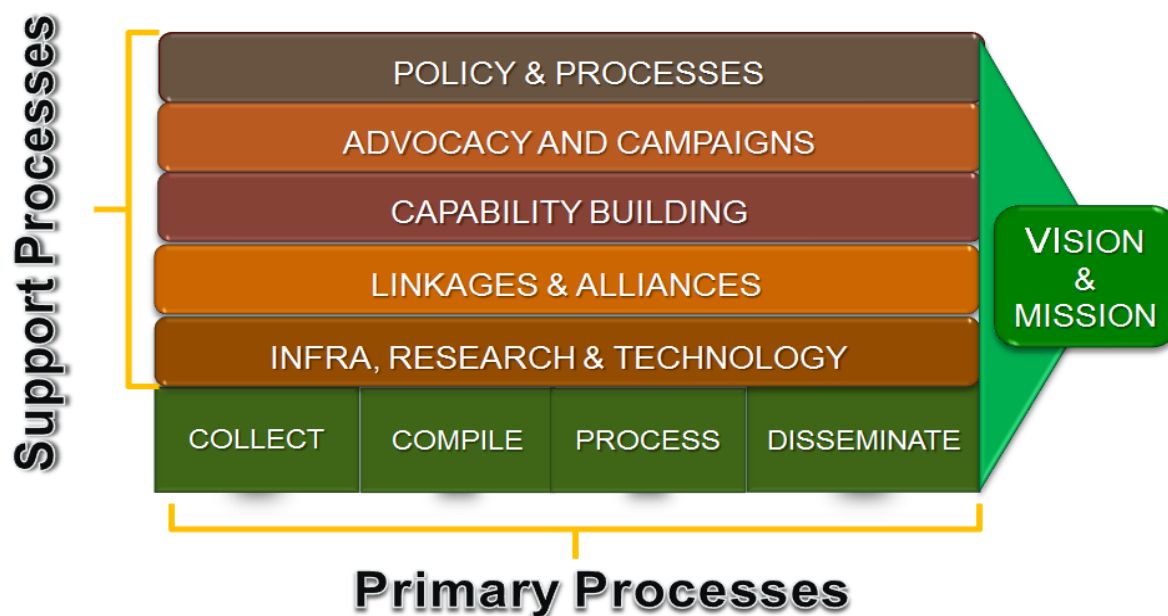 Support Processes
POLICY & PROCESSES
ADVOCACY AND CAMPAIGNS
CAPABILITY BUILDING
LINKAGES & ALLIANCES
INFRA, RESEARCH & TECHNOLOGY
COLLECT
COMPILE
PROCESS
DISSEMINATE
VISION
&
MISSION
Primary Processes